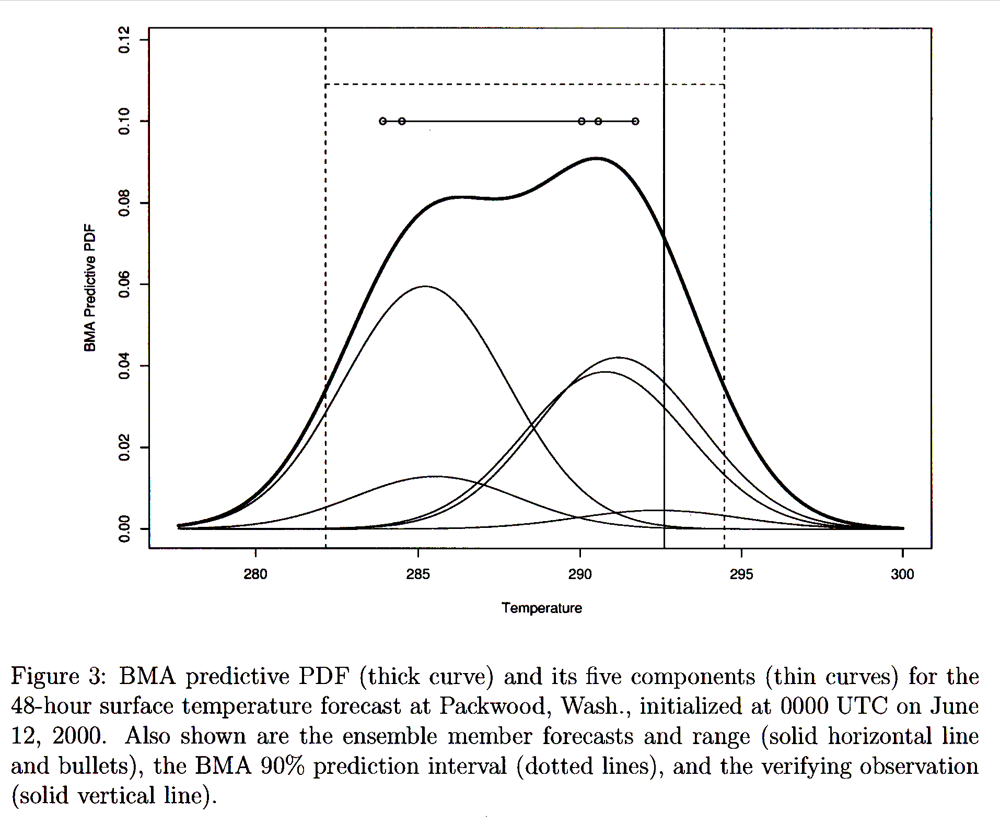 0.12
0.10
0.08
0.06
0.04
0.02
0.00
BMA Predictive PDF
280 285 290 295 300
Temperature
Figure 3: BMA predictive PDF (thick curve) and its five components (thin curves) for the
48-hour surface temperature forecast at Packwood, Wash., initialized at 0000 UTC on June
12, 2000. Also shown are the ensemble member forecasts and range (solid horizontal line
and bullets), the BMA 90% prediction interval (dotted lines), and the verifying observation
(solid vertical line).